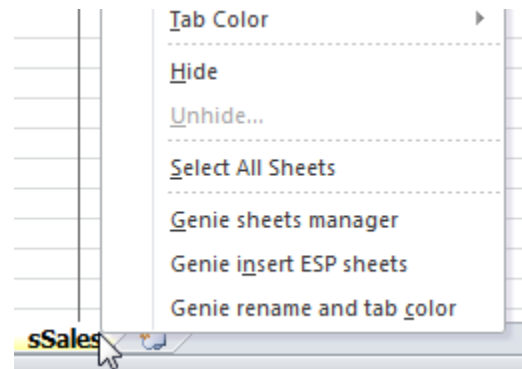 Tab Color
Hide
Unhide...
Select All Sheets
Genie sheets manager
Genie insert ESP sheets
Genie rename and tab color
sSales